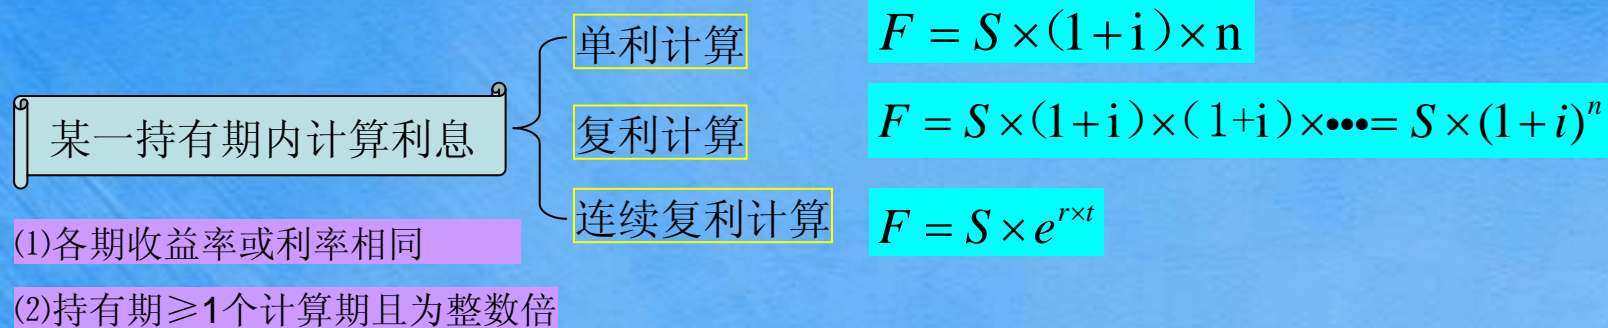 单利计算
F = S×(1+i)×n
某一持有期内计算利息
复利计算
F = S×(1+i)×(1+i)×•••= S×(1+i)^n
连续复利计算
F = S×e^{r×t}
⑴各期收益率或利率相同
⑵持有期≥1个计算期且为整数倍